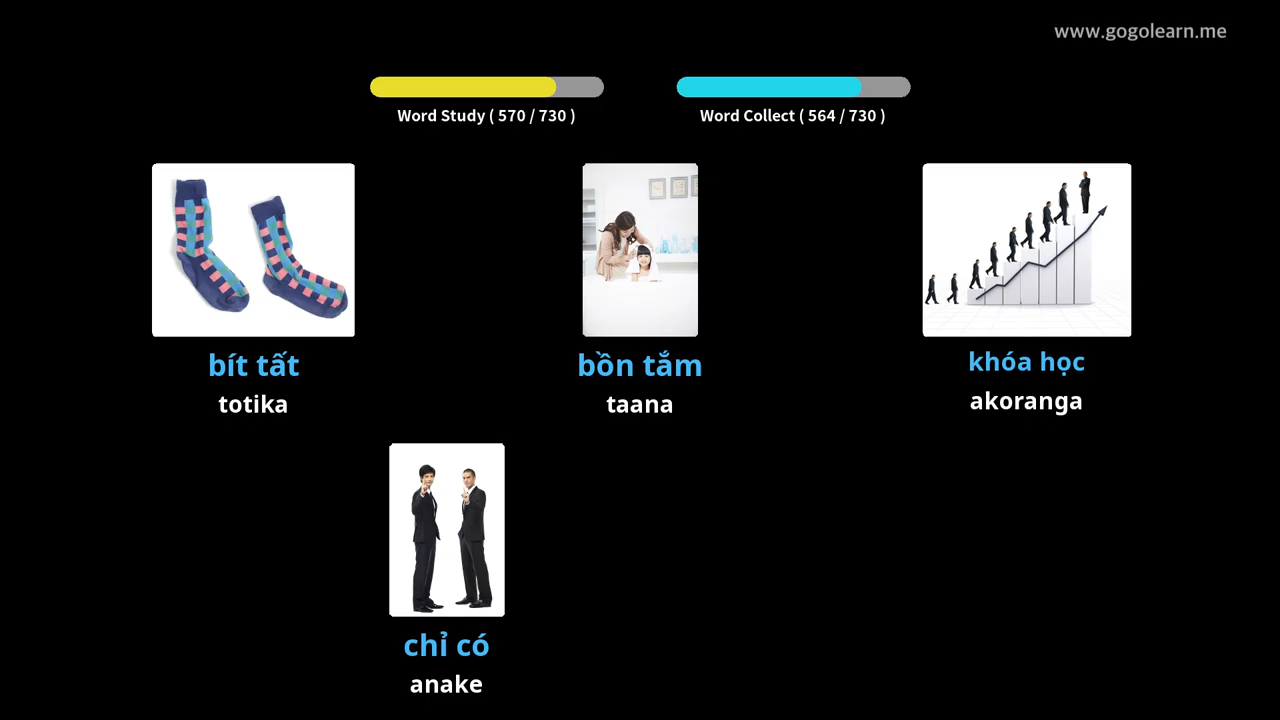 www.gogolearn.me
Word Study ( 570 / 730 )
Word Collect ( 564 / 730 )
bít tất
totika
bồn tắm
taana
khóa học
akoranga
chỉ có
anake